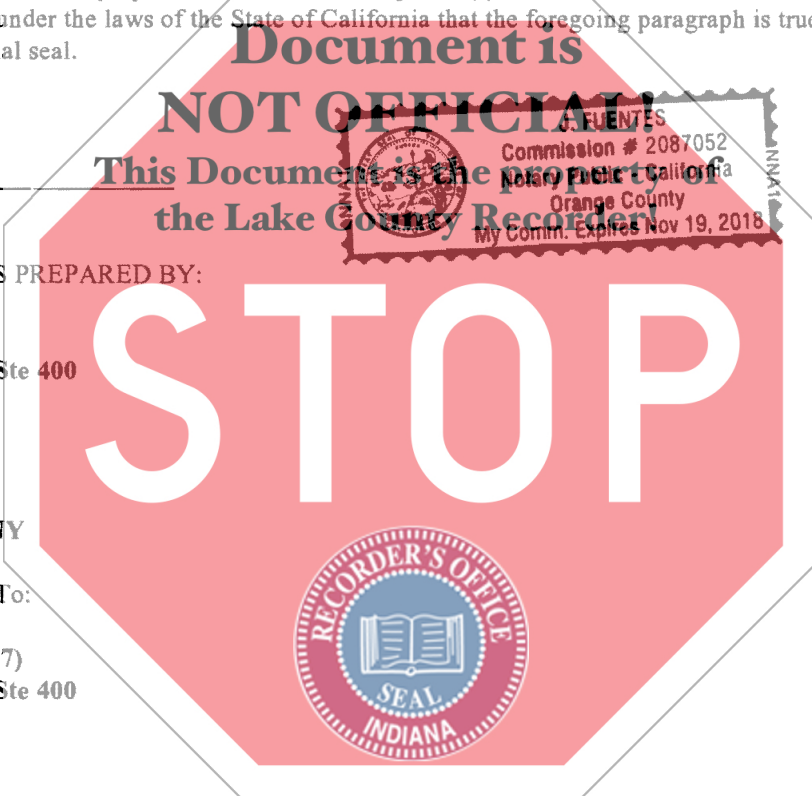 under the laws of the State of California that the foregoing paragraph is true
al seal.
Document is
NOT OFFICIAL!
This Document is the property of
the Lake County Recorder!
FUENTES
Commission # 2087052
Notary Public - California
Orange County
My Comm. Expires Nov 19, 2018
NNA1
PREPARED BY:
Ste 400
STOP
To:
7)
Ste 400
RECORDER'S OFFICE
SEAL
INDIANA